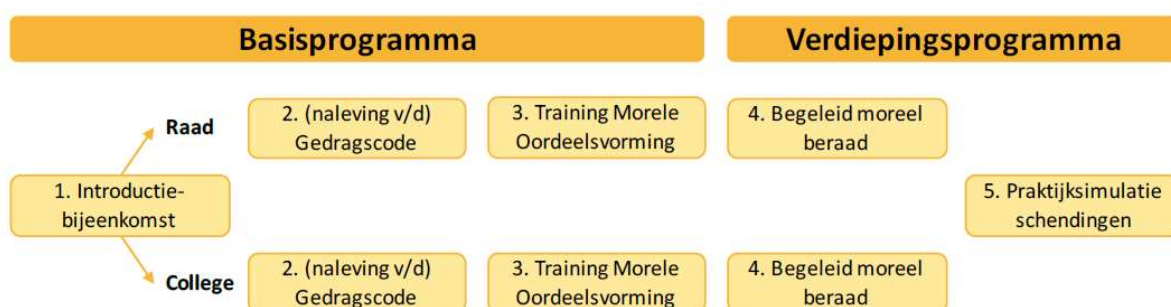 Basisprogramma
Verdiepingsprogramma
Raad
2. (naleving v/d)
Gedragscode
3. Training Morele
Oordeelsvorming
4. Begeleid moreel
beraad
1. Introductie-
bijeenkomst
5. Praktijksimulatie
schendingen
College
2. (naleving v/d)
Gedragscode
3. Training Morele
Oordeelsvorming
4. Begeleid moreel
beraad